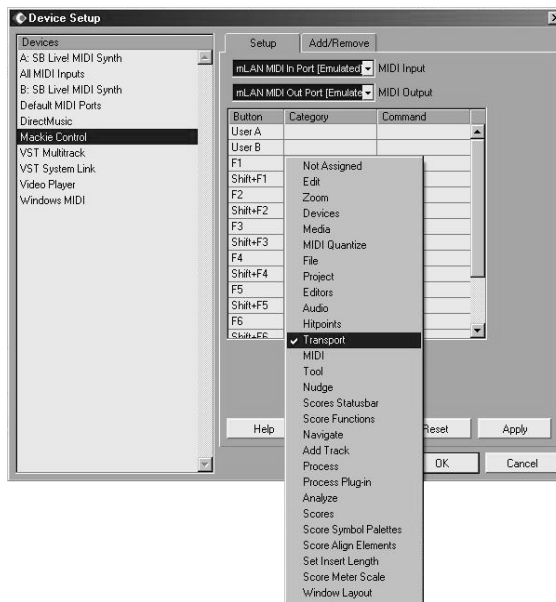 Device Setup
Devices
A: SB Live! MIDI Synth
All MIDI Inputs
B: SB Live! MIDI Synth
Default MIDI Ports
DirectMusic
Mackie Control
VST Multitrack
VST System Link
Video Player
Windows MIDI
Setup
Add/Remove
mLAN MIDI In Port [Emulated]
MIDI Input
mLAN MIDI Out Port [Emulate
MIDI Output
Button Category Command
User A
User B
F1
Shift+F1
F2
Shift+F2
F3
Shift+F3
F4
Shift+F4
F5
Shift+F5
F6
Shift+F6
Not Assigned
Edit
Zoom
Devices
Media
MIDI Quantize
File
Project
Editors
Audio
Hitpoints
Transport
MIDI
Tool
Nudge
Scores Statusbar
Score Functions
Navigate
Add Track
Process
Process Plug-in
Analyze
Scores
Score Symbol Palettes
Score Align Elements
Set Insert Length
Score Meter Scale
Window Layout
Help
Reset
Apply
OK
Cancel